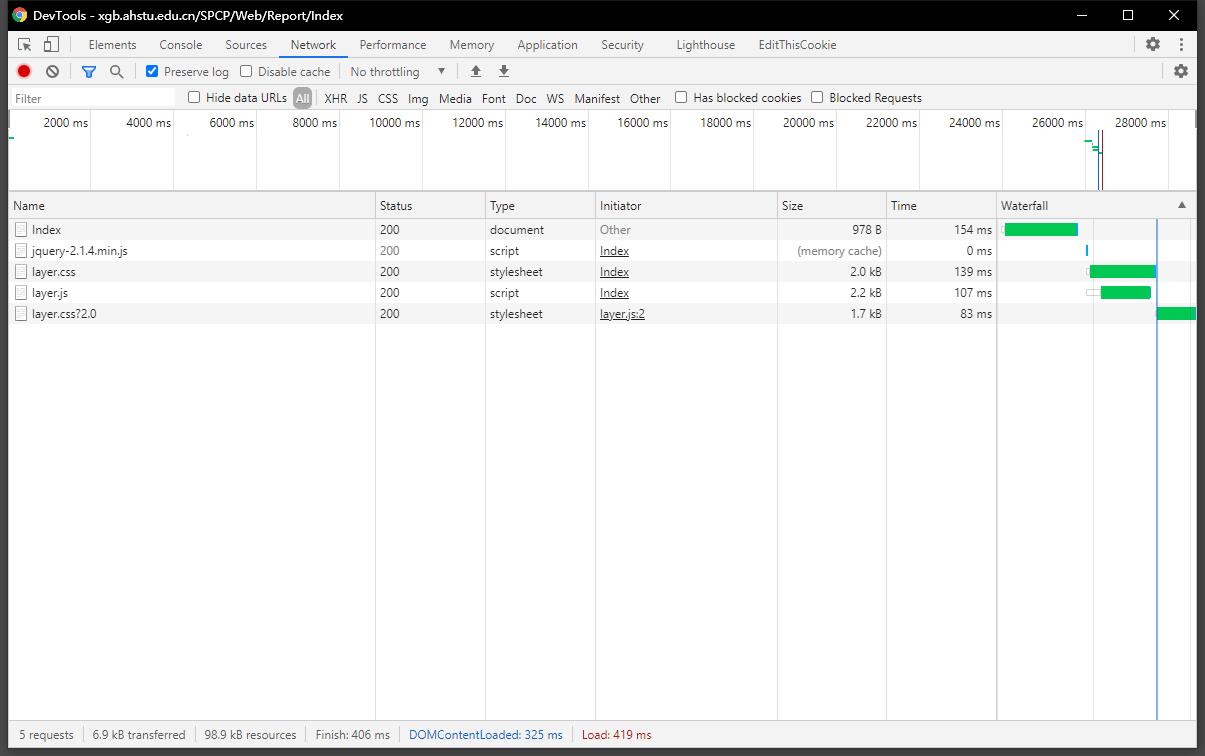 DevTools - xgb.ahstu.edu.cn/SPCP/Web/Report/Index
Elements Console Sources Network Performance Memory Application Security Lighthouse EditThisCookie
Preserve log Disable cache No throttling
Filter Hide data URLs All XHR JS CSS Img Media Font Doc WS Manifest Other Has blocked cookies Blocked Requests
2000 ms 4000 ms 6000 ms 8000 ms 10000 ms 12000 ms 14000 ms 16000 ms 18000 ms 20000 ms 22000 ms 24000 ms 26000 ms 28000 ms
Name Status Type Initiator Size Time Waterfall
Index 200 document Other 978 B 154 ms
jquery-2.1.4.min.js 200 script Index (memory cache) 0 ms
layer.css 200 stylesheet Index 2.0 kB 139 ms
layer.js 200 script Index 2.2 kB 107 ms
layer.css?2.0 200 stylesheet layer.js:2 1.7 kB 83 ms
5 requests 6.9 kB transferred 98.9 kB resources Finish: 406 ms DOMContentLoaded: 325 ms Load: 419 ms